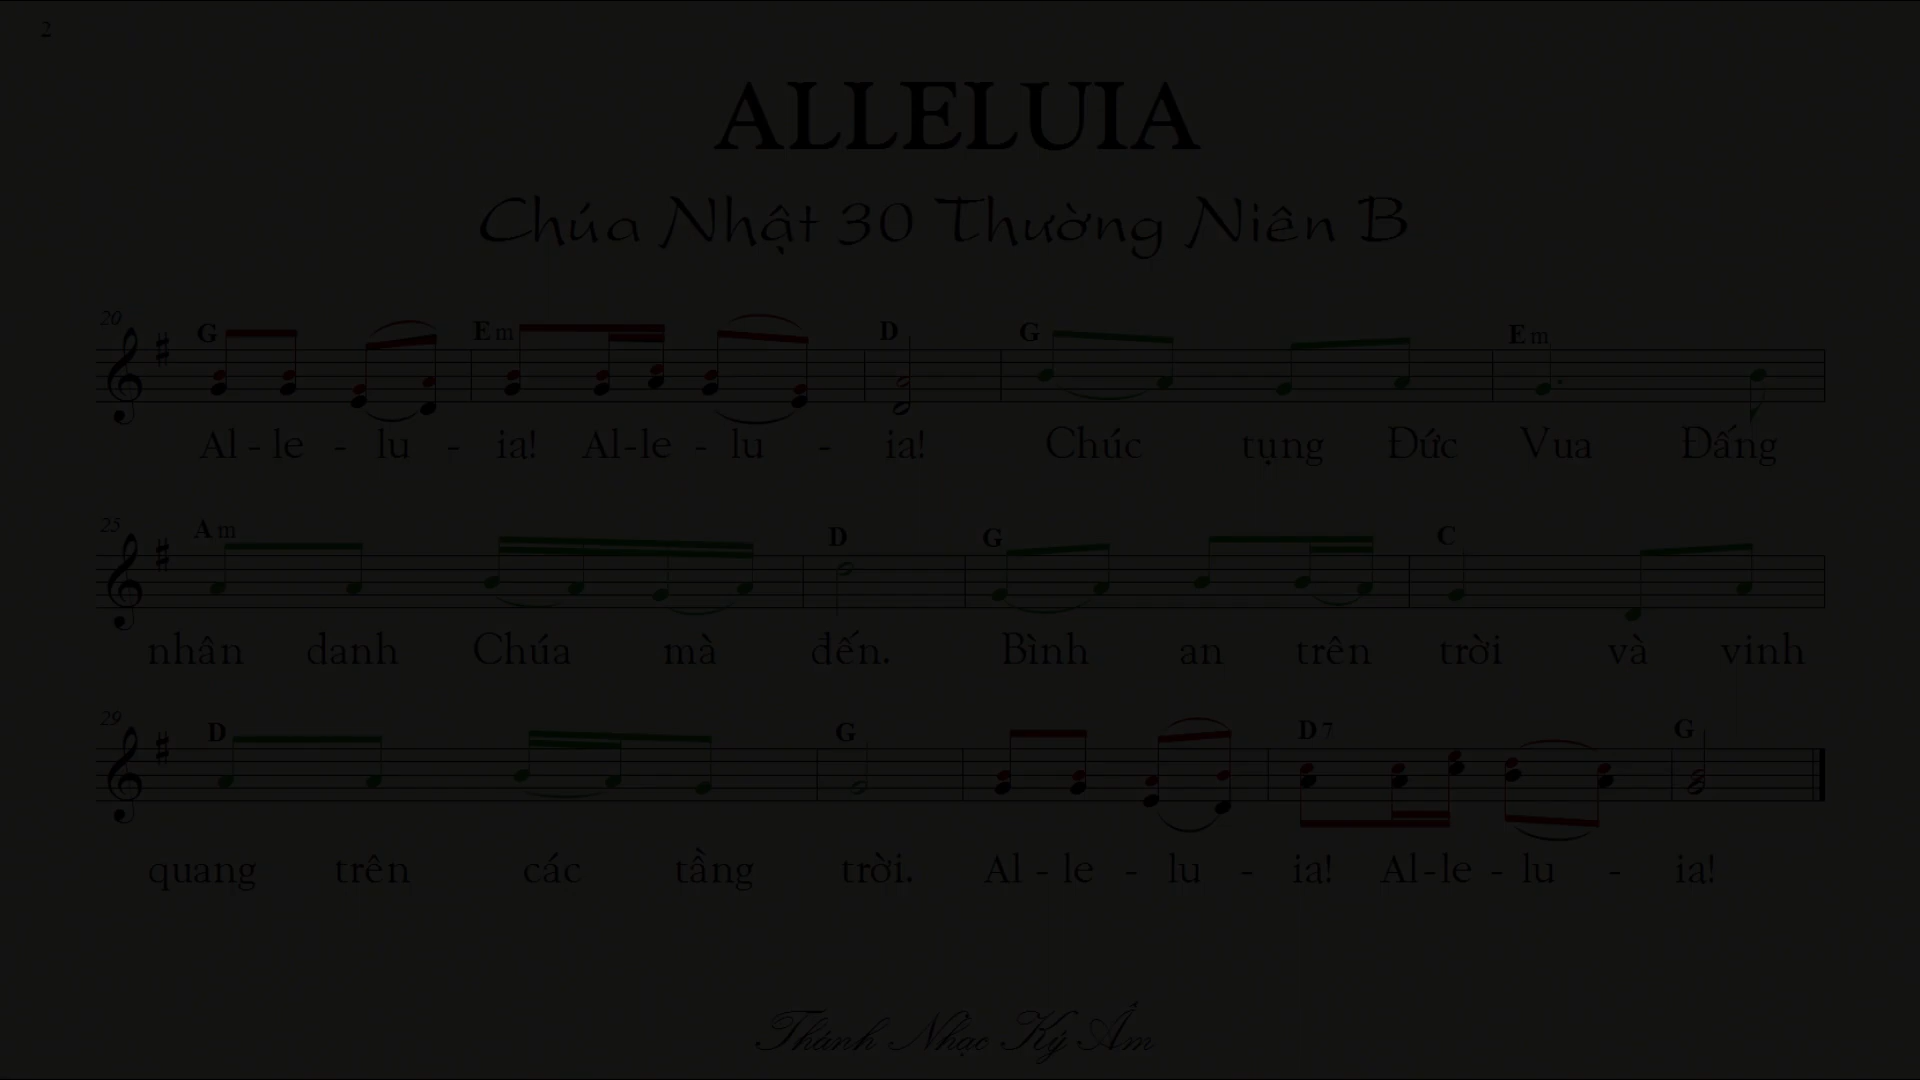 2
ALLELUIA
Chúa Nhật 30 Thường Niên B
20 G Em D G Em
Al - le - lu - ia! Al - le - lu - ia! Chúc tụng Đức Vua Đấng
25 Am D G C
nhân danh Chúa mà đến. Bình an trên trời và vinh
29 D G D7 G
quang trên các tầng trời. Al - le - lu - ia! Al - le - lu - ia!
Thánh Nhạc Ký Âm